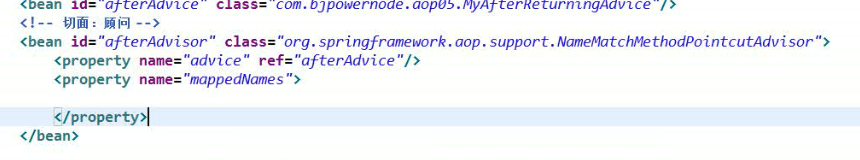 <bean id="afterAdvice" class="com.bjpowernode.aop05.MyAfterReturningAdvice"/>
<!-- 切面：顾问 -->
<bean id="afterAdvisor" class="org.springframework.aop.support.NameMatchMethodPointcutAdvisor">
<property name="advice" ref="afterAdvice"/>
<property name="mappedNames">
</property>
</bean>